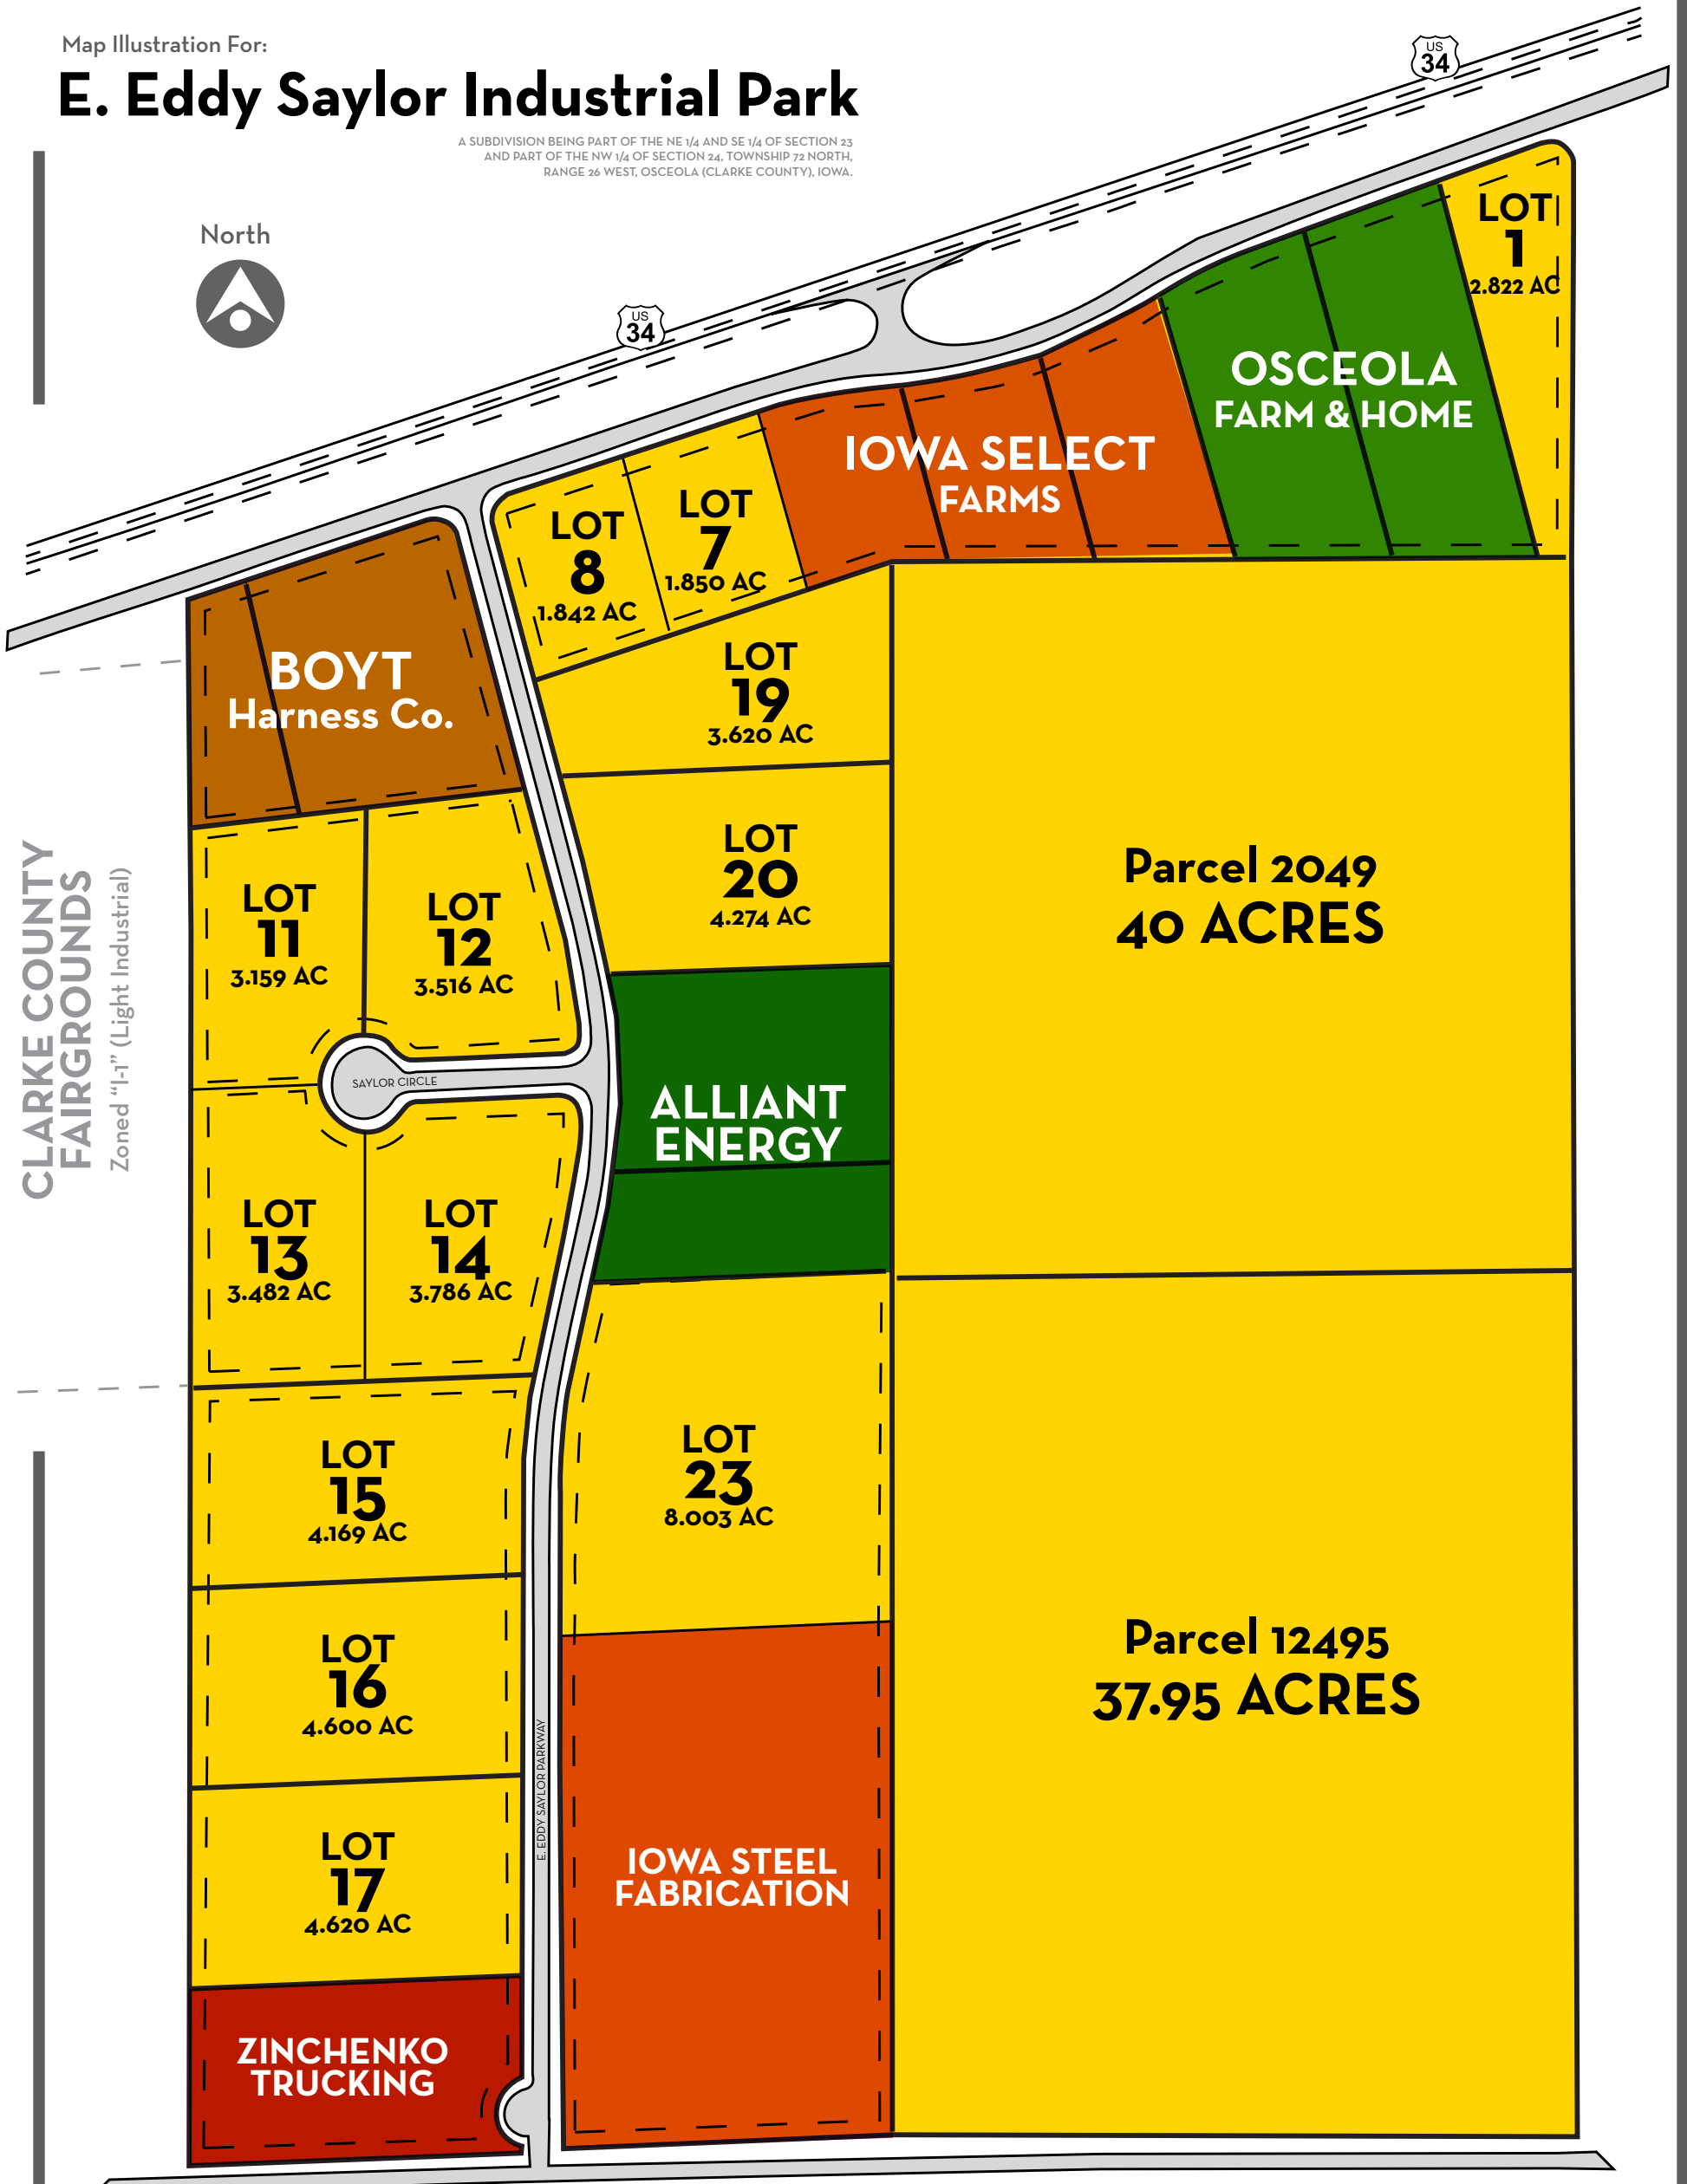 Map Illustration For:
E. Eddy Saylor Industrial Park
A SUBDIVISION BEING PART OF THE NE 1/4 AND SE 1/4 OF SECTION 23
AND PART OF THE NW 1/4 OF SECTION 24, TOWNSHIP 72 NORTH,
RANGE 26 WEST, OSCEOLA (CLARKE COUNTY), IOWA.
US
34
North
US
34
LOT
1
2.822 AC
OSCEOLA
FARM & HOME
IOWA SELECT
FARMS
LOT
7
1.850 AC
LOT
8
1.842 AC
BOYT
Harness Co.
LOT
19
3.620 AC
LOT
20
4.274 AC
Parcel 2049
40 ACRES
LOT
11
3.159 AC
LOT
12
3.516 AC
CLARKE COUNTY
FAIRGROUNDS
Zoned "I-1" (Light Industrial)
SAYLOR CIRCLE
ALLIANT
ENERGY
LOT
13
3.482 AC
LOT
14
3.786 AC
LOT
15
4.169 AC
LOT
23
8.003 AC
LOT
16
4.600 AC
Parcel 12495
37.95 ACRES
E. EDDY SAYLOR PARKWAY
LOT
17
4.620 AC
IOWA STEEL
FABRICATION
ZINCHENKO
TRUCKING